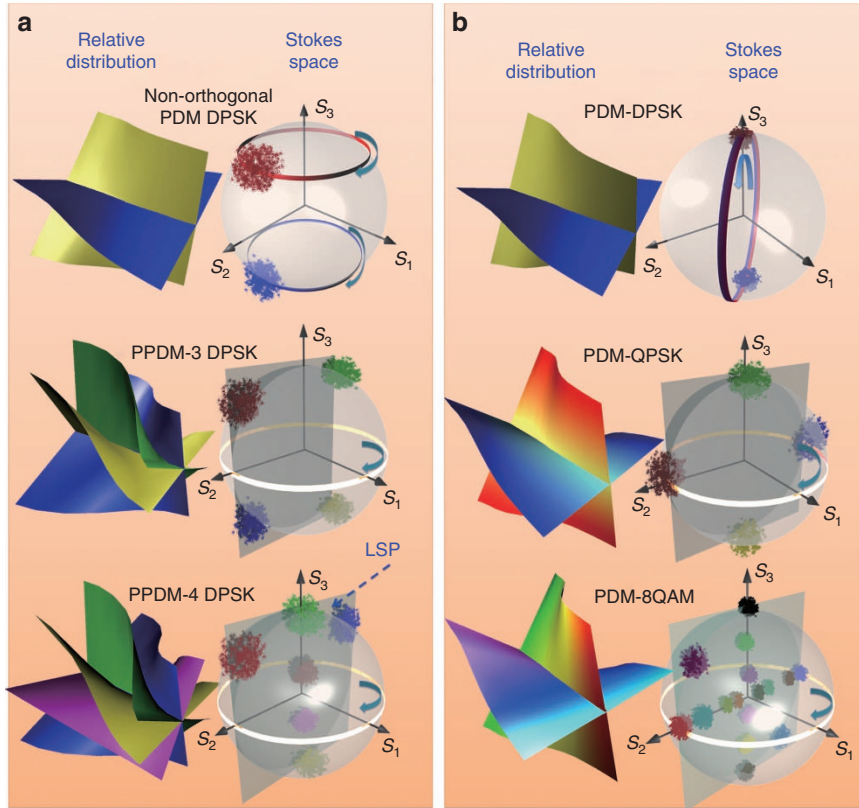 a
Relative
distribution
Stokes
space
Non-orthogonal
PDM DPSK
S3
S2
S1
PPDM-3 DPSK
S3
S2
S1
LSP
PPDM-4 DPSK
S3
S2
S1
b
Relative
distribution
Stokes
space
PDM-DPSK
S3
S2
S1
PDM-QPSK
S3
S2
S1
PDM-8QAM
S3
S2
S1